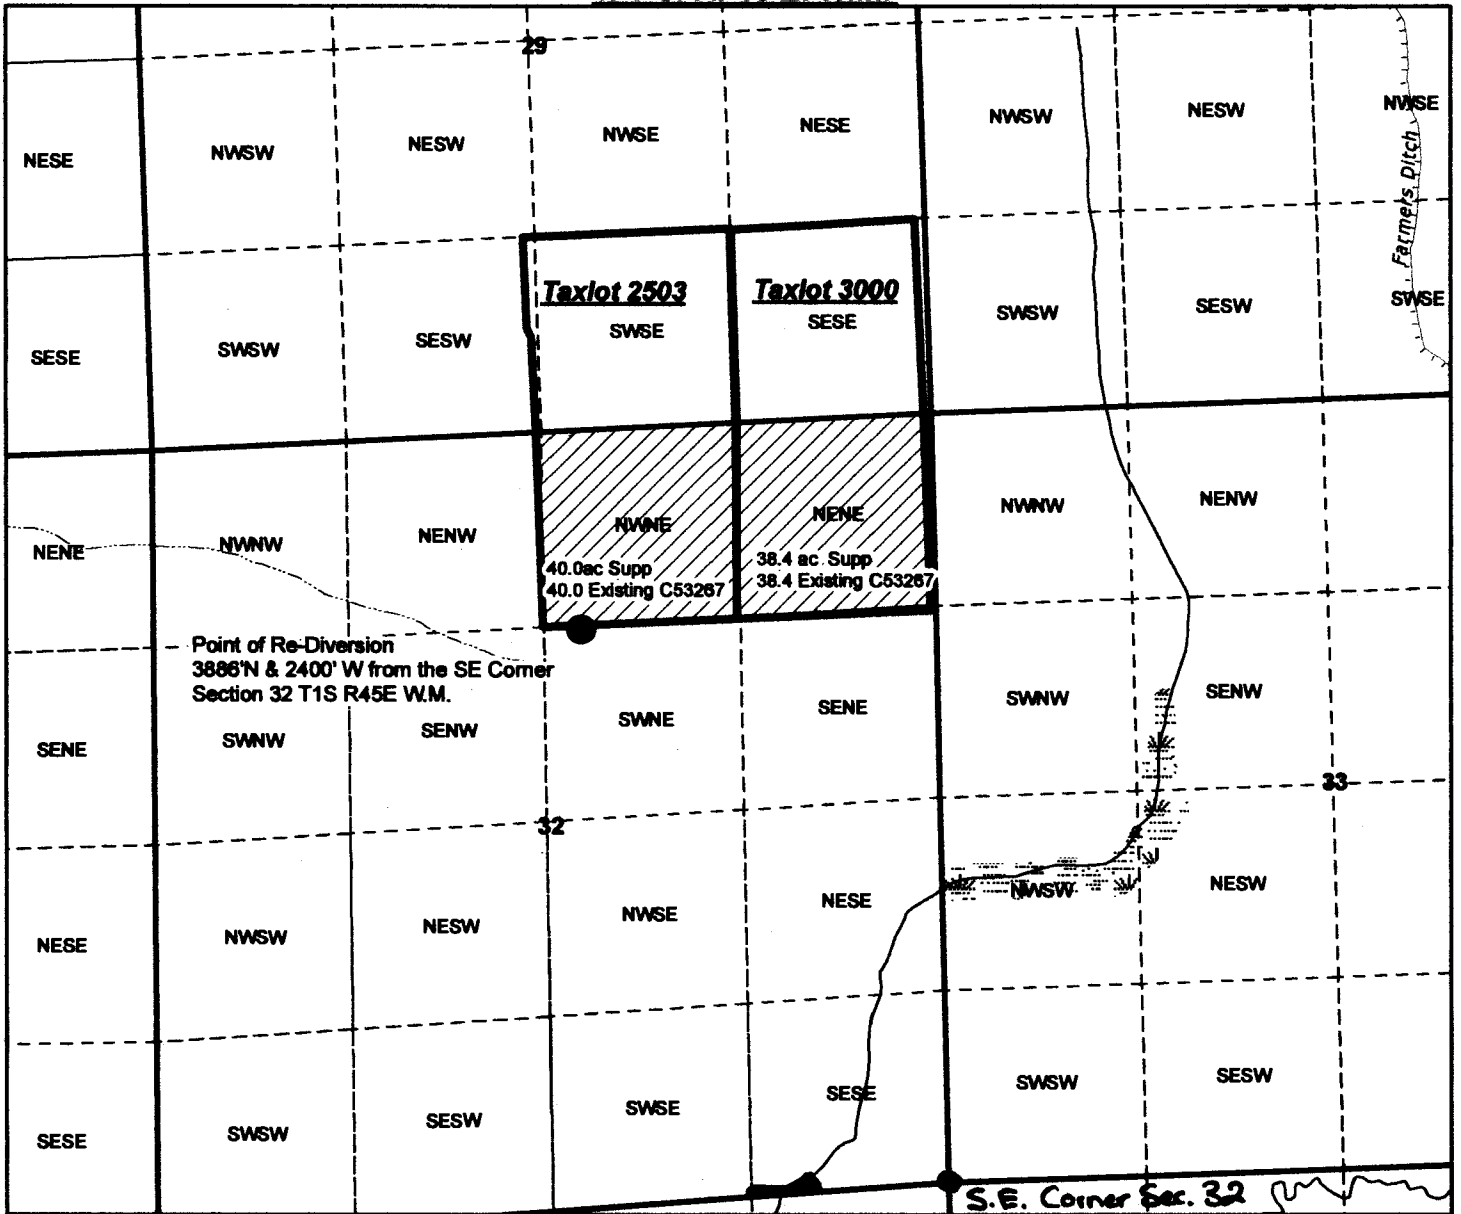 29
NESE
NWSW
NESW
NWSE
NESE
NWSW
NESW
NWSE
Farmers Ditch
Taxlot 2503
Taxlot 3000
SESE
SWSW
SESW
SWSE
SESE
SWSW
SESW
SWSE
NENE
NWNW
NENW
NWNE
NENE
NWNW
NENW
40.0ac Supp
40.0 Existing C53267
38.4 ac Supp
38.4 Existing C53267
Point of Re-Diversion
3886'N & 2400' W from the SE Corner
Section 32 T1S R45E W.M.
SENE
SWNW
SENW
SWNE
SENE
SWNW
SENW
32
33
NESE
NWSW
NESW
NWSE
NESE
NWSW
NESW
SESE
SWSW
SESW
SWSE
SESE
SWSW
SESW
S.E. Corner Sec. 32